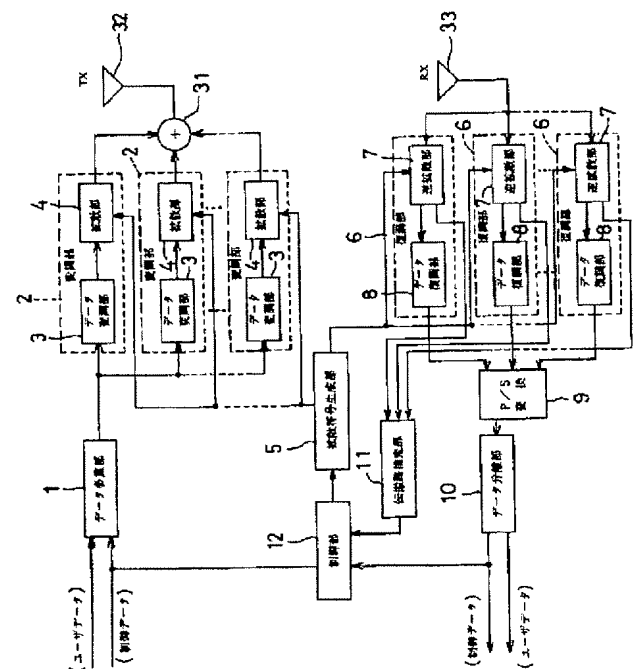 (ユーザデータ)
(制御データ)
1
データ多重部
2
変調部
3
データ変調部
4
拡散部
2
変調部
3
データ変調部
4
拡散部
変調部
3
データ変調部
4
拡散部
31
+
TX
32
5
拡散符号生成部
12
制御部
11
伝搬路推定部
RX
33
6
復調部
7
逆拡散部
8
データ復調部
6
復調部
7
逆拡散部
8
データ復調部
6
復調部
7
逆拡散部
8
データ復調部
P/S変換
9
10
データ分離部
(制御データ)
(ユーザデータ)